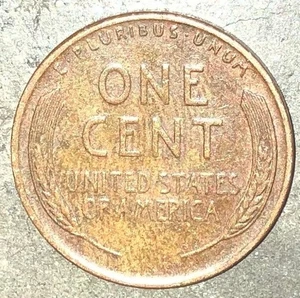 E·PLURIBUS·UNUM
ONE
CENT
UNITED STATES
OF AMERICA